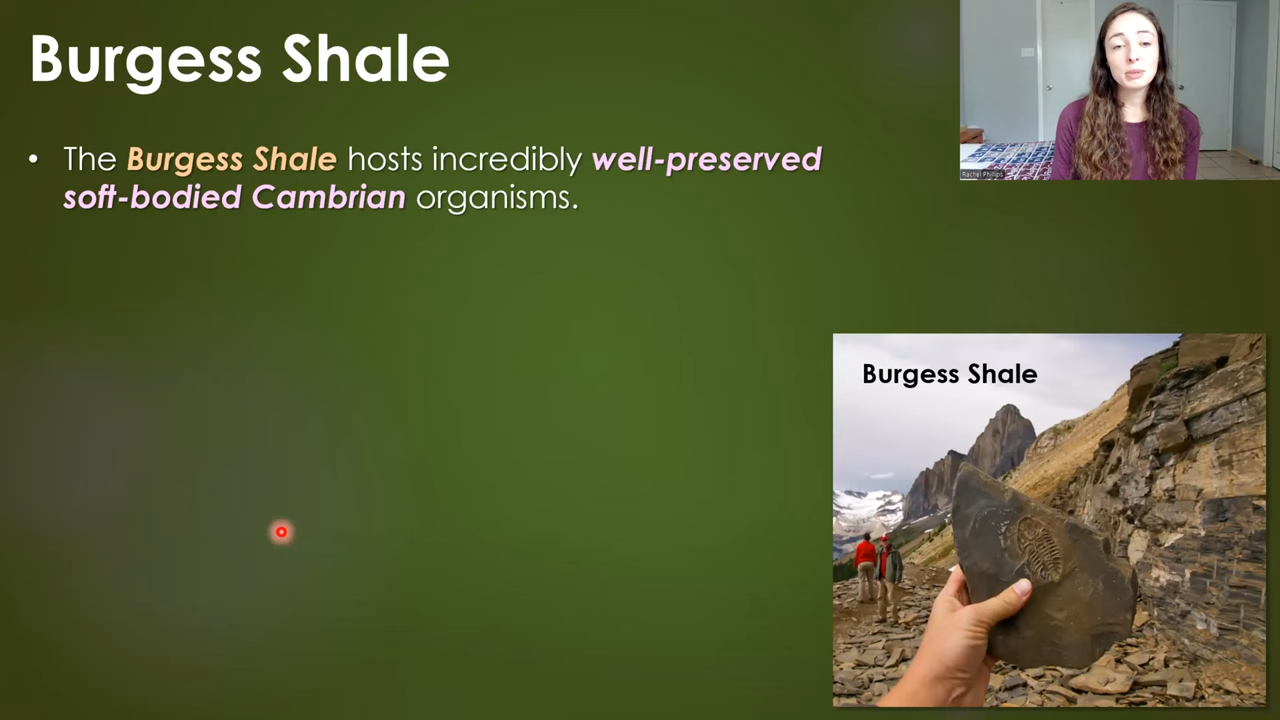 Burgess Shale
• The Burgess Shale hosts incredibly well-preserved
soft-bodied Cambrian organisms.
Rachel Phillips
Burgess Shale